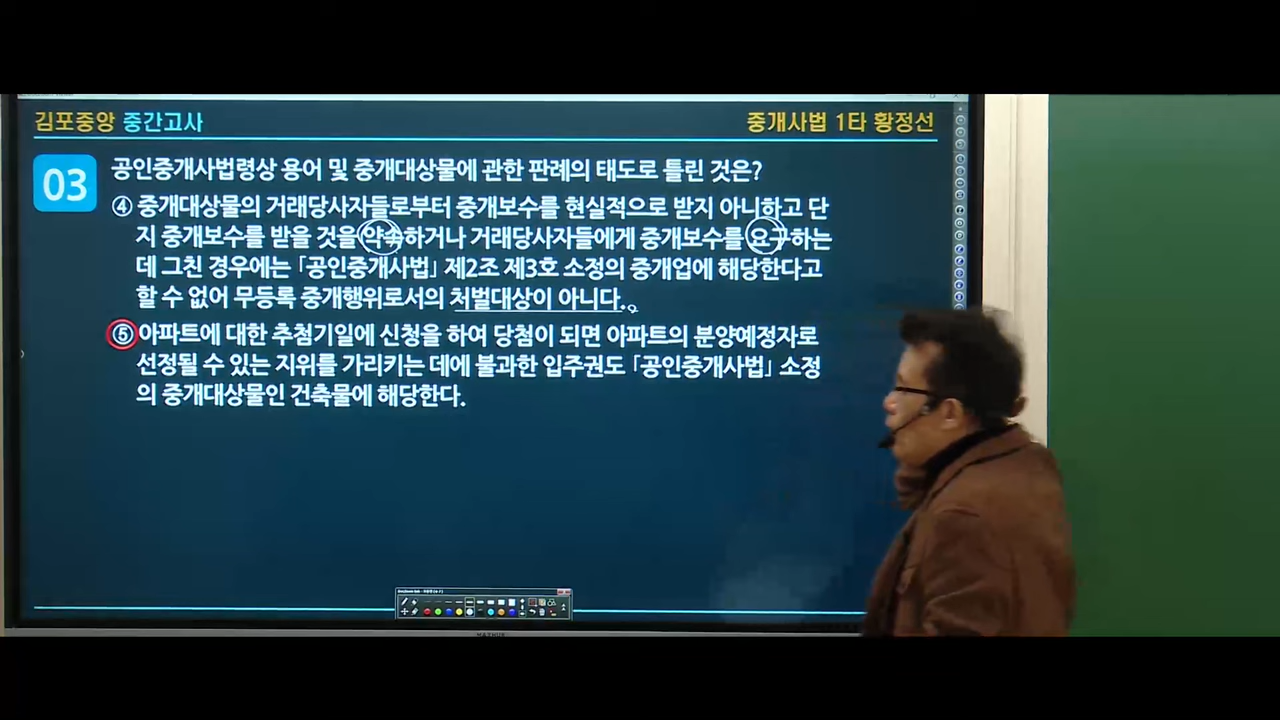 김포중앙 중간고사
중개사법 1타 황정선
03 공인중개사법령상 용어 및 중개대상물에 관한 판례의 태도로 틀린 것은?
④ 중개대상물의 거래당사자들로부터 중개보수를 현실적으로 받지 아니하고 단
지 중개보수를 받을 것을 약속하거나 거래당사자들에게 중개보수를 요구하는
데 그친 경우에는 「공인중개사법」 제2조 제3호 소정의 중개업에 해당한다고
할 수 없어 무등록 중개행위로서의 처벌대상이 아니다.
⑤ 아파트에 대한 추첨기일에 신청을 하여 당첨이 되면 아파트의 분양예정자로
선정될 수 있는 지위를 가리키는 데에 불과한 입주권도 「공인중개사법」 소정
의 중개대상물인 건축물에 해당한다.